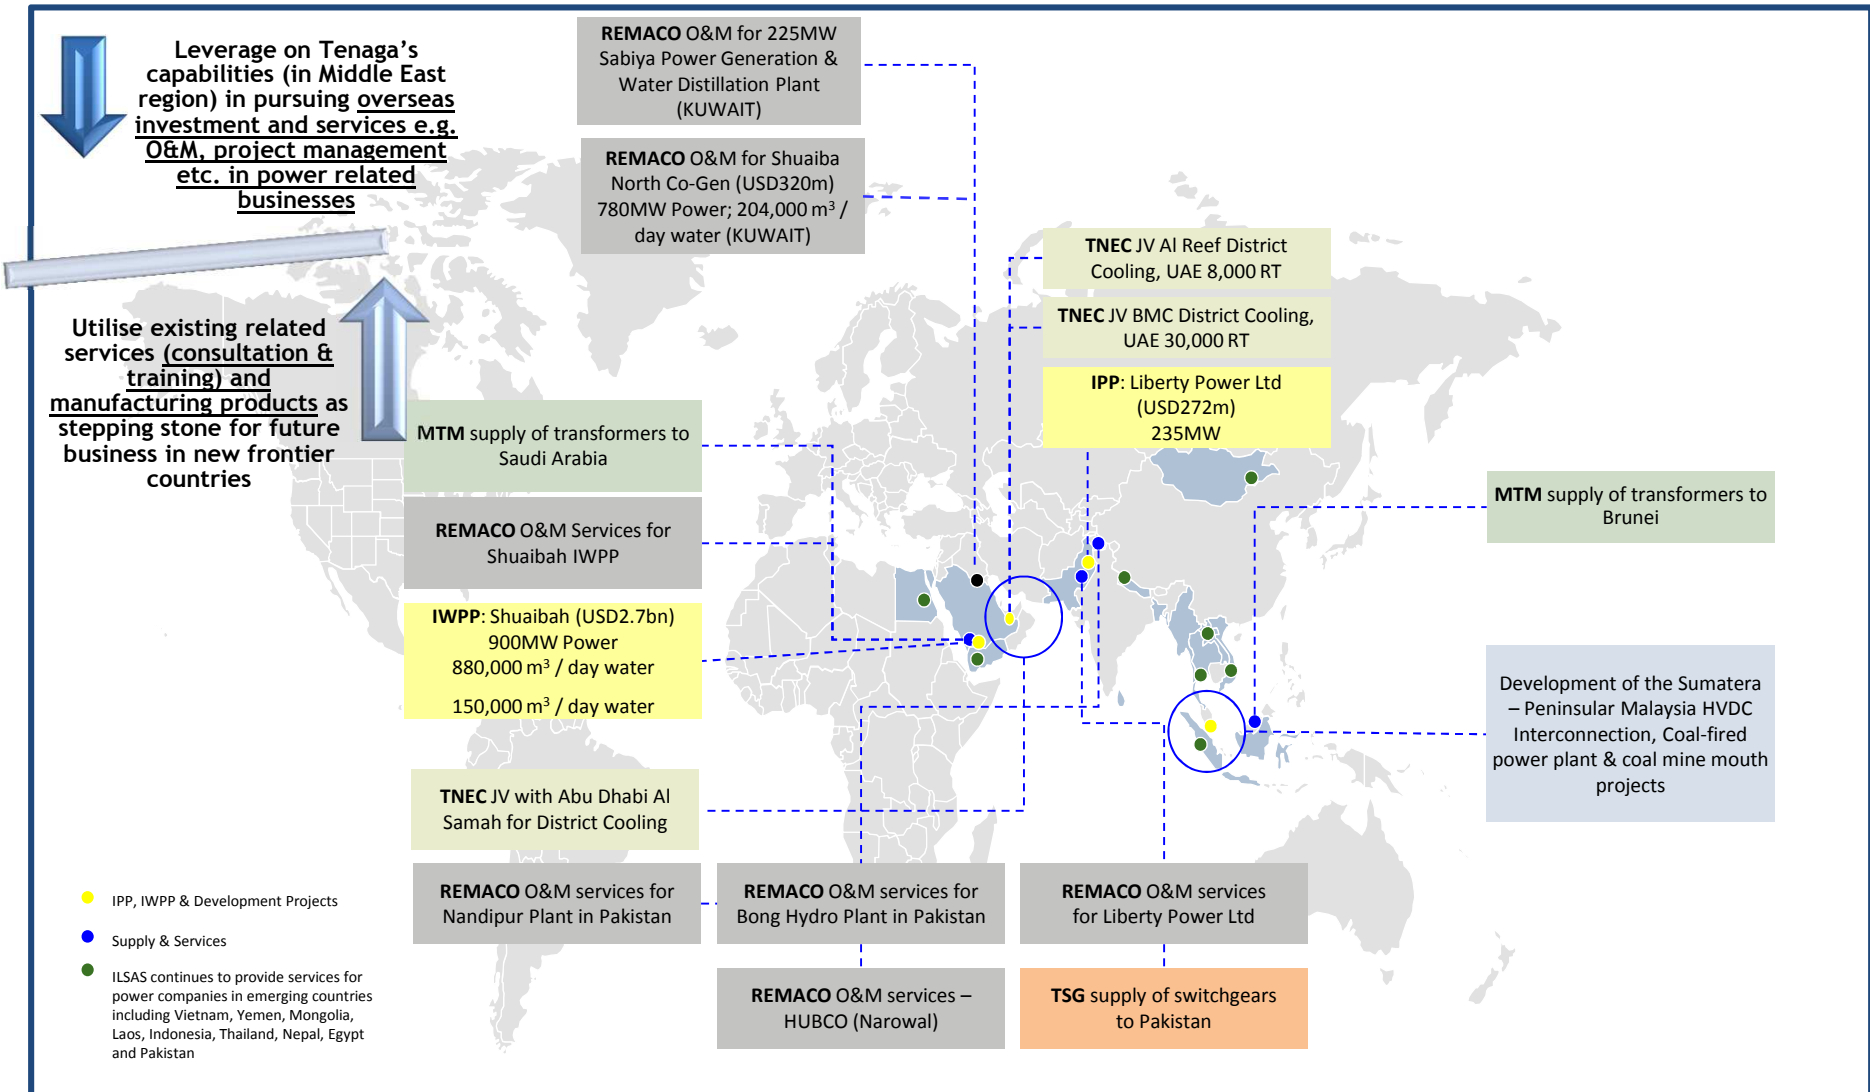 Leverage on Tenaga’s
capabilities (in Middle East
region) in pursuing overseas
investment and services e.g.
O&M, project management
etc. in power related
businesses
Utilise existing related
services (consultation &
training) and
manufacturing products as
stepping stone for future
business in new frontier
countries
REMACO O&M for 225MW
Sabiya Power Generation &
Water Distillation Plant
(KUWAIT)
REMACO O&M for Shuaiba
North Co-Gen (USD320m)
780MW Power; 204,000 m³ /
day water (KUWAIT)
TNEC JV Al Reef District
Cooling, UAE 8,000 RT
TNEC JV BMC District Cooling,
UAE 30,000 RT
IPP: Liberty Power Ltd
(USD272m)
235MW
MTM supply of transformers to
Saudi Arabia
REMACO O&M Services for
Shuaibah IWPP
IWPP: Shuaibah (USD2.7bn)
900MW Power
880,000 m³ / day water
150,000 m³ / day water
MTM supply of transformers to
Brunei
Development of the Sumatera
– Peninsular Malaysia HVDC
Interconnection, Coal-fired
power plant & coal mine mouth
projects
TNEC JV with Abu Dhabi Al
Samah for District Cooling
REMACO O&M services for
Nandipur Plant in Pakistan
REMACO O&M services for
Bong Hydro Plant in Pakistan
REMACO O&M services
for Liberty Power Ltd
REMACO O&M services –
HUBCO (Narowal)
TSG supply of switchgears
to Pakistan
IPP, IWPP & Development Projects
Supply & Services
ILSAS continues to provide services for
power companies in emerging countries
including Vietnam, Yemen, Mongolia,
Laos, Indonesia, Thailand, Nepal, Egypt
and Pakistan